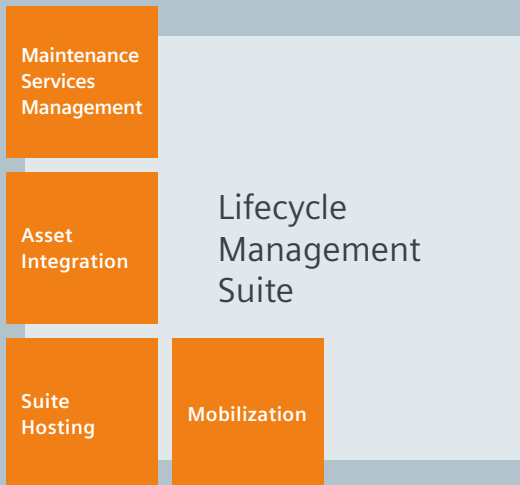 Maintenance
Services
Management
Asset
Integration
Lifecycle
Management
Suite
Suite
Hosting
Mobilization